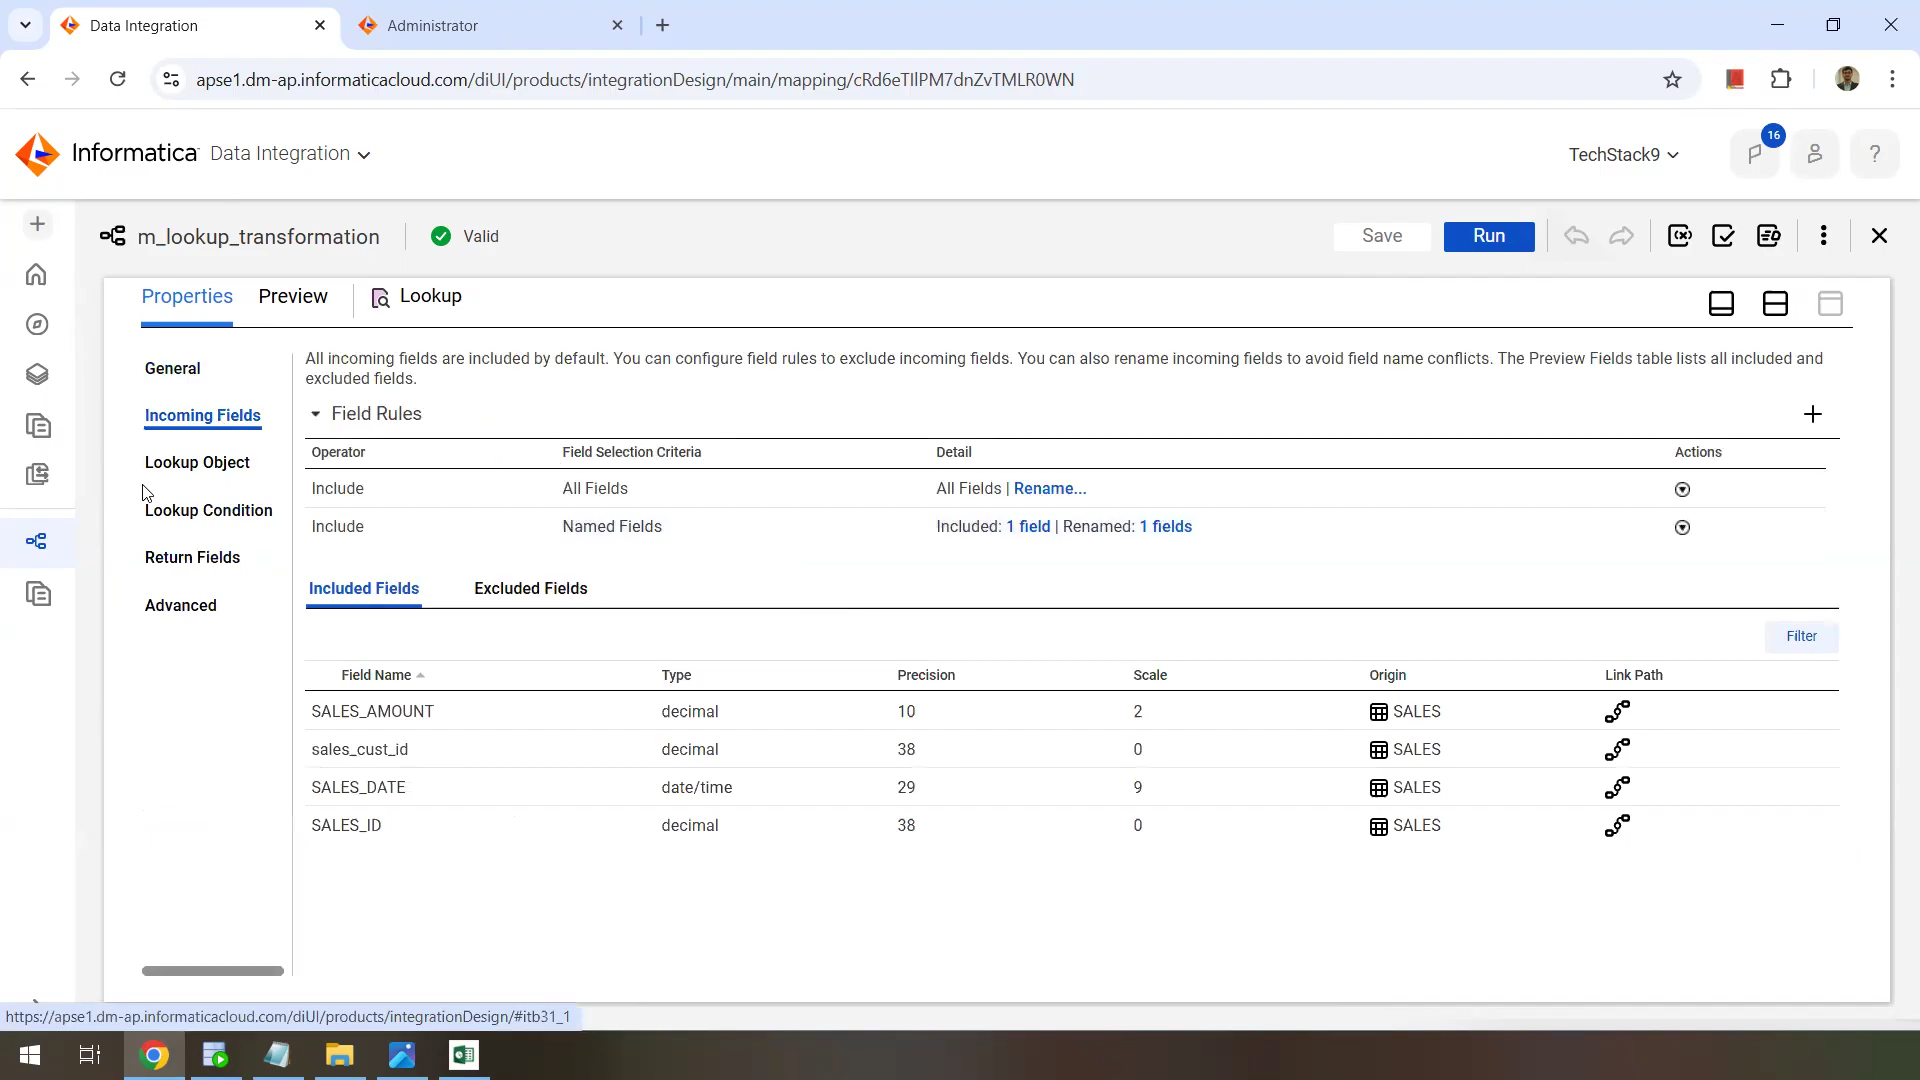 Data Integration
Administrator
apse1.dm-ap.informaticacloud.com/diUI/products/integrationDesign/main/mapping/cRd6eTIlPM7dnZvTMLR0WN
Informatica Data Integration
TechStack9
16
?
m_lookup_transformation
Valid
Save
Run
Properties
Preview
Lookup
General
Incoming Fields
Lookup Object
Lookup Condition
Return Fields
Advanced
All incoming fields are included by default. You can configure field rules to exclude incoming fields. You can also rename incoming fields to avoid field name conflicts. The Preview Fields table lists all included and
excluded fields.
Field Rules
Operator Field Selection Criteria Detail Actions
Include All Fields All Fields | Rename...
Include Named Fields Included: 1 field | Renamed: 1 fields
Included Fields Excluded Fields
Filter
Field Name Type Precision Scale Origin Link Path
SALES_AMOUNT decimal 10 2 SALES
sales_cust_id decimal 38 0 SALES
SALES_DATE date/time 29 9 SALES
SALES_ID decimal 38 0 SALES
https://apse1.dm-ap.informaticacloud.com/diUI/products/integrationDesign/#itb31_1